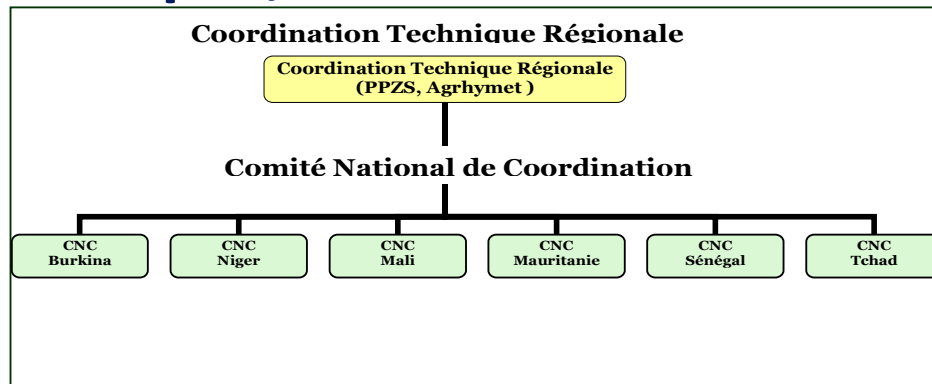 Coordination Technique Régionale
Coordination Technique Régionale
(PPZS, Agrhymet )
Comité National de Coordination
CNC
Burkina
CNC
Niger
CNC
Mali
CNC
Mauritanie
CNC
Sénégal
CNC
Tchad